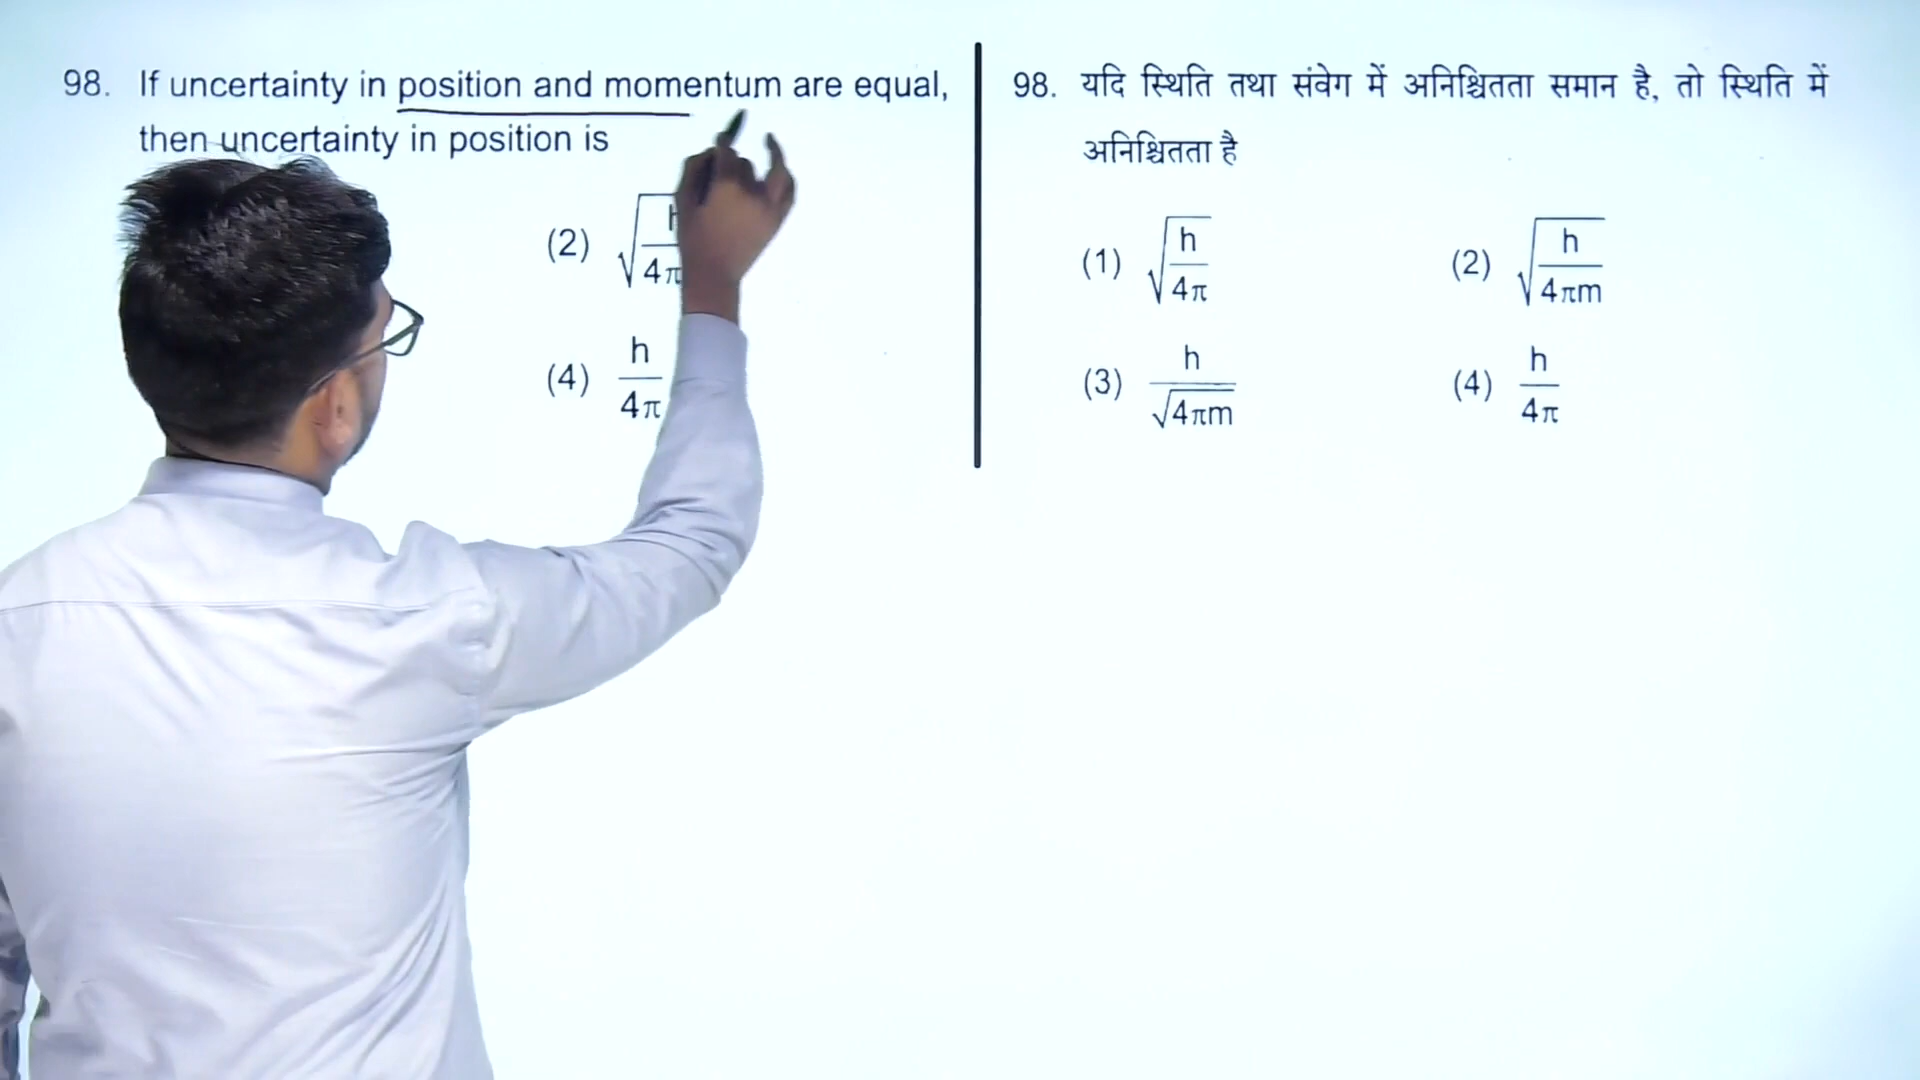 98. If uncertainty in position and momentum are equal,
then uncertainty in position is
(2) √ 4π
(4) h/4π
98. यदि स्थिति तथा संवेग में अनिश्चितता समान है, तो स्थिति में
अनिश्चितता है
(1) √(h/4π) (2) √(h/4πm)
(3) h/√4πm (4) h/4π